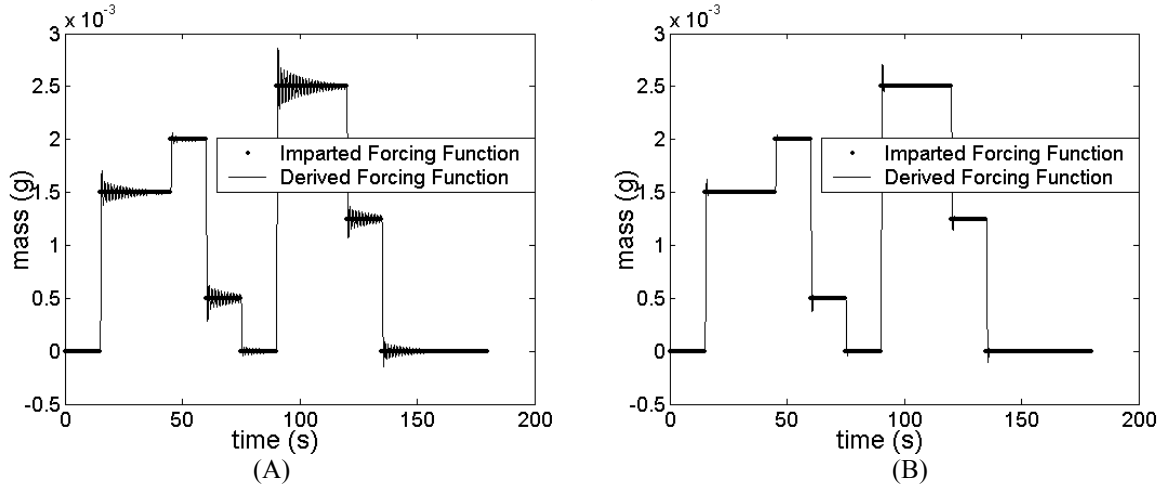 x 10⁻³
3
2.5
2
1.5
1
0.5
0
-0.5
mass (g)
0 50 100 150 200
time (s)
Imparted Forcing Function
Derived Forcing Function
(A)
x 10⁻³
3
2.5
2
1.5
1
0.5
0
-0.5
mass (g)
0 50 100 150 200
time (s)
Imparted Forcing Function
Derived Forcing Function
(B)